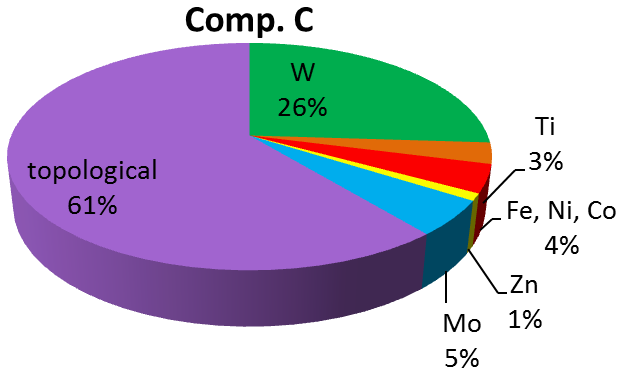 Comp. C
W
26%
Ti
3%
topological
61%
Fe, Ni, Co
4%
Zn
1%
Mo
5%